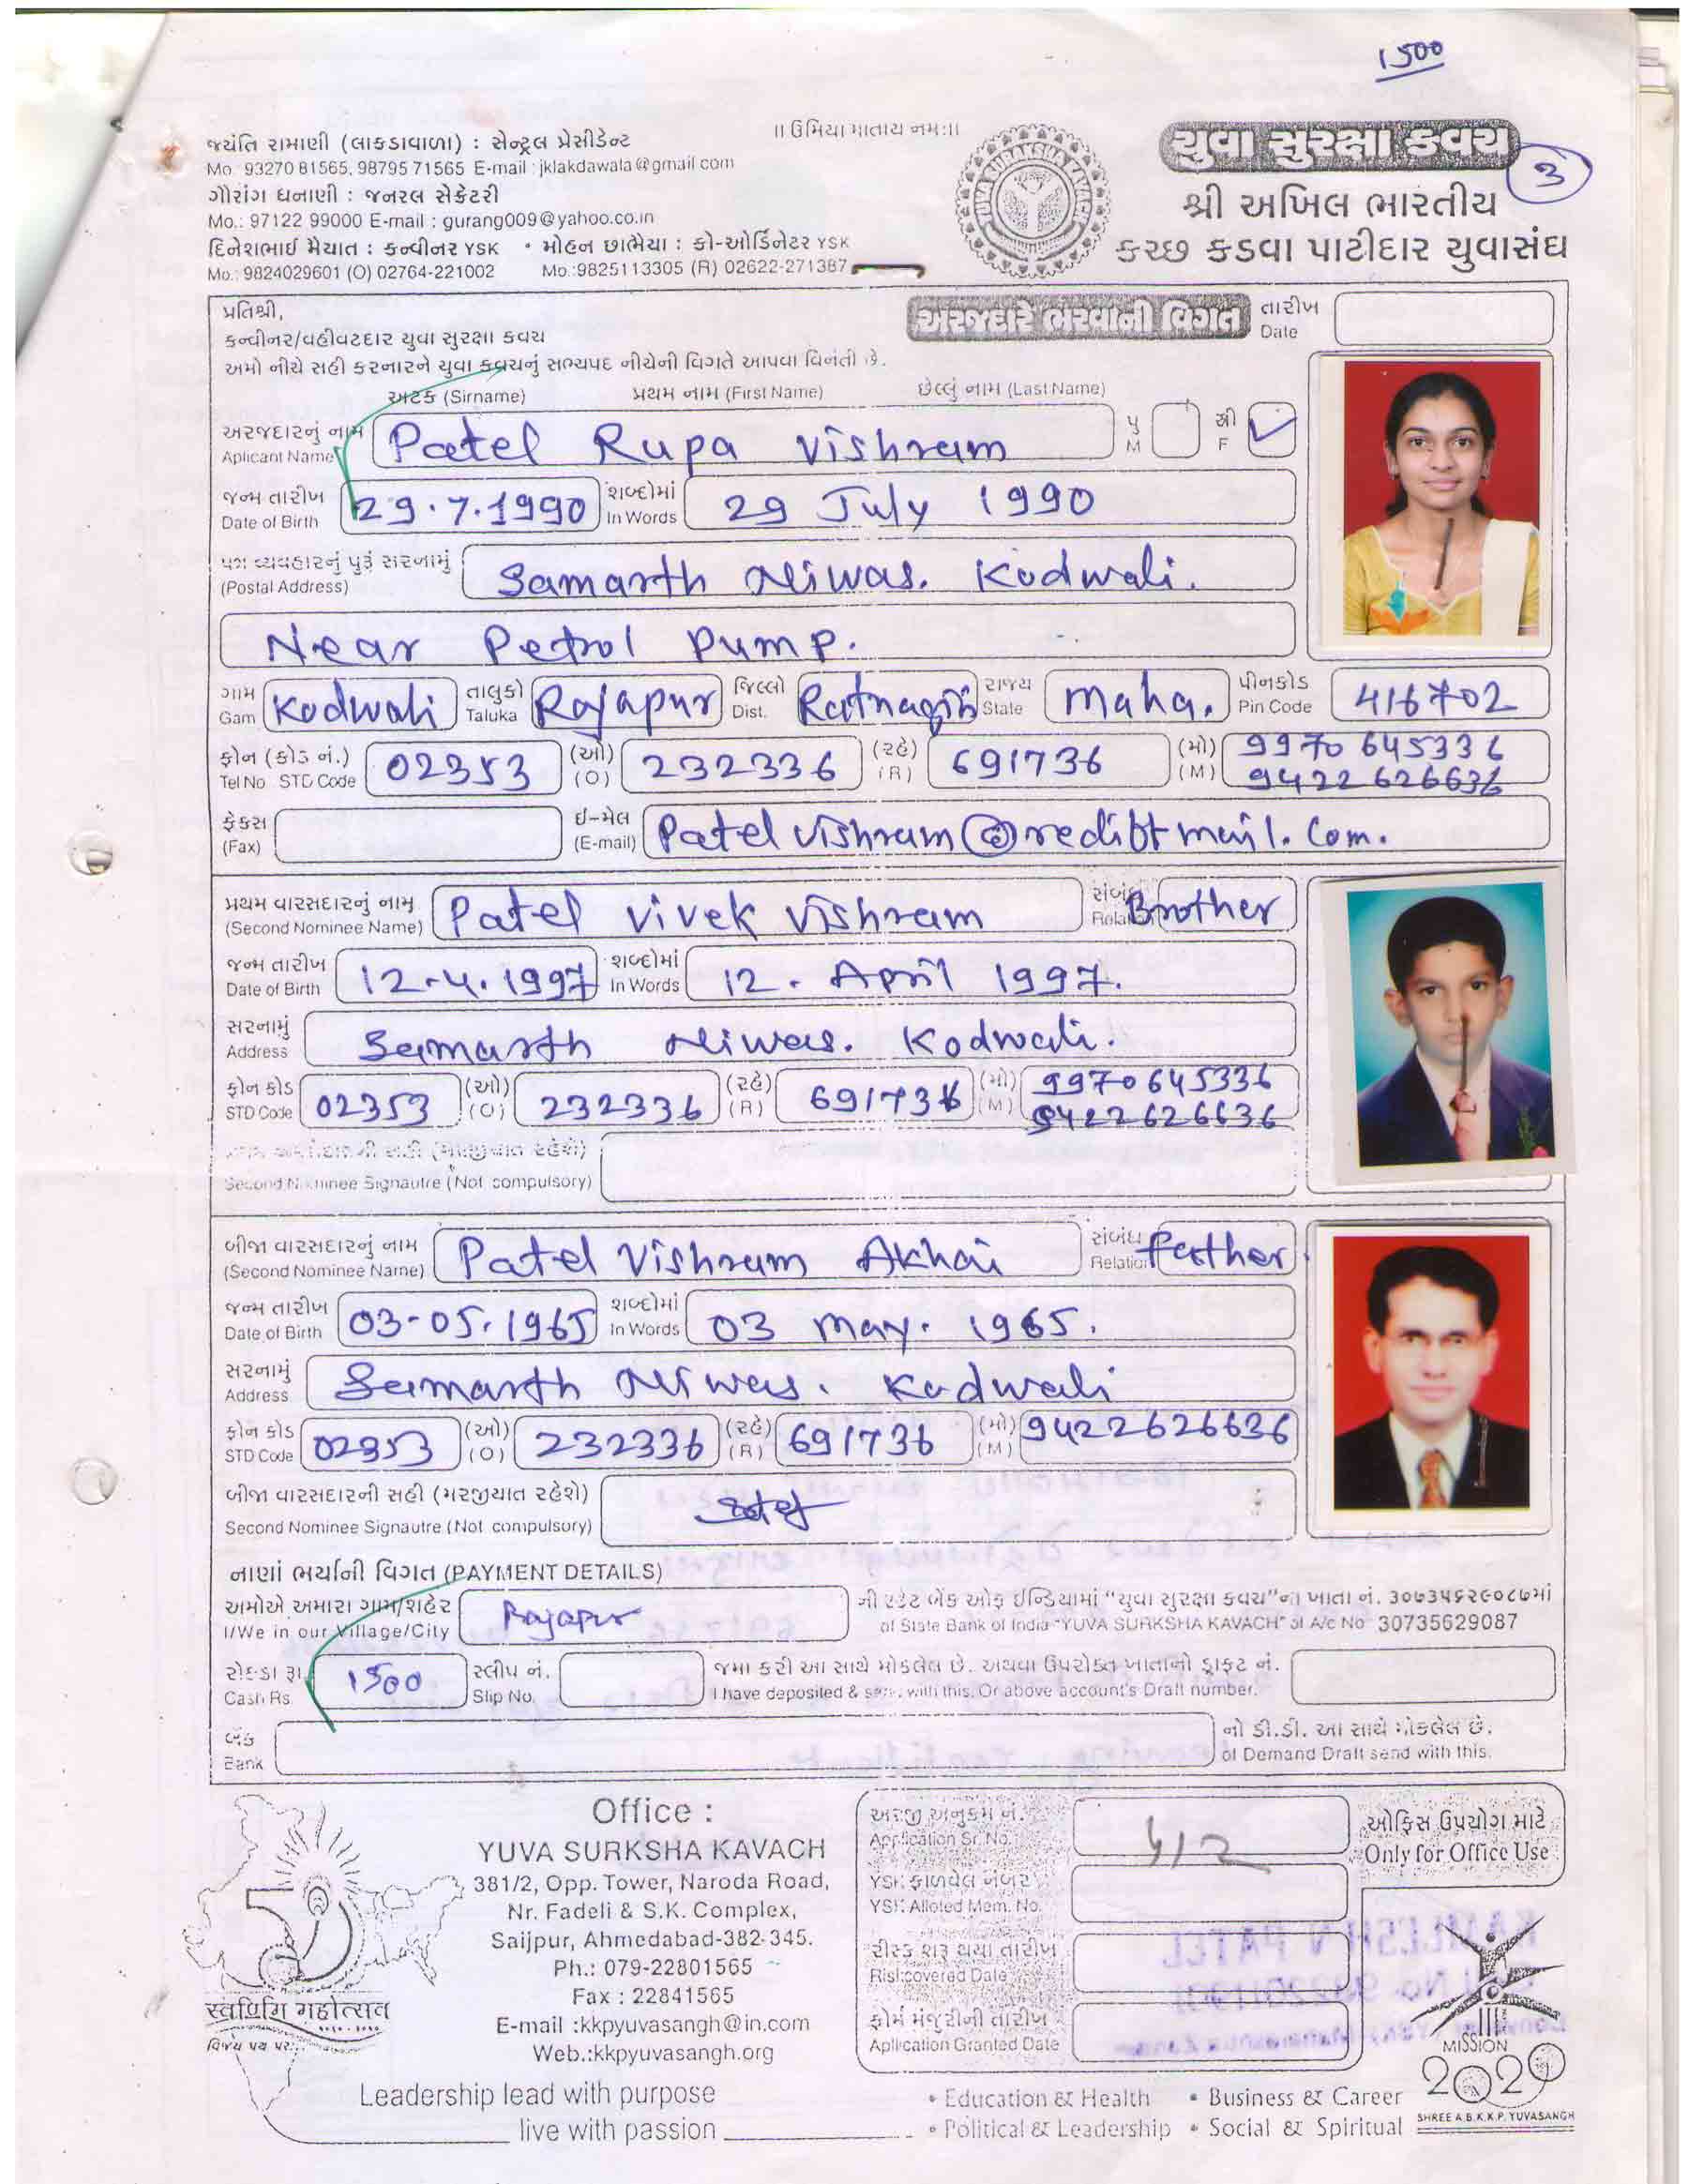 1500
॥ ઉમિયા માતાય નમઃ॥
જયંતિ રામાણી (લાકડાવાળા) : સેન્ટ્રલ પ્રેસીડેન્ટ
Mo. 93270 81565, 98795 71565 E-mail : jklakdawala@gmail.com
ગૌરાંગ ધનાણી : જનરલ સેક્રેટરી
Mo.: 97122 99000 E-mail : gurang009@yahoo.co.in
દિનેશભાઈ મૈયાત : કન્વીનર YSK • મોહન છાભૈયા : કો-ઓર્ડિનેટર YSK
Mo.: 9824029601 (O) 02764-221002 Mo.:9825113305 (R) 02622-271387
YUVA SURAKSHA KAVACH
યુવા સુરક્ષા કવચ
3
શ્રી અખિલ ભારતીય
કચ્છ કડવા પાટીદાર યુવાસંઘ
પ્રતિશ્રી,
અરજદારે ભરવાની વિગત
તારીખ
Date
કન્વીનર/વહીવટદાર યુવા સુરક્ષા કવચ
અમો નીચે સહી કરનારને યુવા કવચનું સભ્યપદ નીચેની વિગતે આપવા વિનંતી છે.
અટક (Sirname) પ્રથમ નામ (First Name) છેલ્લું નામ (Last Name)
અરજદારનું નામ
Aplicant Name
Patel Rupa Vishram
પુ M સ્ત્રી F ✓
જન્મ તારીખ
Date of Birth
29.7.1990
શબ્દોમાં
In Words
29 July 1990
પત્ર વ્યવહારનું પુરૂં સરનામું
(Postal Address)
Samarth Niwas. Kodwali.
Near Petrol Pump.
ગામ
Gam
Kodwali
તાલુકો
Taluka
Rajapur
જિલ્લો
Dist.
Ratnagiri
રાજ્ય
State
Maha.
પીનકોડ
Pin Code
416702
ફોન (કોડ નં.)
Tel No STD Code
02353
(ઓ)
(O)
232336
(રહે)
(R)
691736
(મો)
(M)
9970645336
9422626636
ફેક્સ
(Fax)
ઈ-મેલ
(E-mail)
Patelvishram@rediffmail.com.
પ્રથમ વારસદારનું નામ
(Second Nominee Name)
Patel Vivek Vishram
સંબંધ
Brother
જન્મ તારીખ
Date of Birth
12.4.1997
શબ્દોમાં
In Words
12. April 1997.
સરનામું
Address
Samarth Niwas. Kodwali.
ફોન કોડ
STD Code
02353
(ઓ)
(O)
232336
(રહે)
(R)
691736
(મો)
(M)
9970645336
9422626636
Second Nominee Signautre (Not compulsory)
બીજા વારસદારનું નામ
(Second Nominee Name)
Patel Vishram Akhai
સંબંધ
Relation
Father
જન્મ તારીખ
Date of Birth
03-05.1965
શબ્દોમાં
In Words
03 May. 1965.
સરનામું
Address
Samarth Niwas. Kodwali
ફોન કોડ
STD Code
02353
(ઓ)
(O)
232336
(રહે)
(R)
691736
(મો)
(M)
9422626636
બીજા વારસદારની સહી (મરજીયાત રહેશે)
Second Nominee Signautre (Not compulsory)
નાણાં ભર્યાની વિગત (PAYMENT DETAILS)
અમોએ અમારા ગામ/શહેર
I/We in our Village/City
Rajapur
ની સ્ટેટ બેંક ઓફ ઈન્ડિયામાં "યુવા સુરક્ષા કવચ"ના ખાતા નં. ૩૦૭૩૫૬૨૯૦૮૭માં
of State Bank of India "YUVA SURKSHA KAVACH" of A/c No 30735629087
રોકડા રૂા.
Cash Rs.
1500
સ્લીપ નં.
Slip No.
જમા કરી આ સાથે મોકલેલ છે. અથવા ઉપરોક્ત ખાતાનો ડ્રાફ્ટ નં.
I have deposited & send with this. Or above account's Draft number.
બેંક
Bank
નો ડી.ડી. આ સાથે મોકલેલ છે.
of Demand Draft send with this.
Office :
YUVA SURKSHA KAVACH
381/2, Opp. Tower, Naroda Road,
Nr. Fadeli & S.K. Complex,
Saijpur, Ahmedabad-382-345.
Ph.: 079-22801565
Fax : 22841565
E-mail :kkpyuvasangh@in.com
Web.:kkpyuvasangh.org
અરજી અનુક્રમ નં.
Application Sr. No.
ઓફિસ ઉપયોગ માટે
Only for Office Use
YSK ફાળવેલ નંબર
YSK Alloted Mem. No.
રીસ્ક શરૂ થયા તારીખ
Risk covered Date
ફોર્મ મંજુરીની તારીખ
Aplication Granted Date
MISSION
2020
SHREE A.B.K.K.P. YUVASANGH
Leadership lead with purpose
live with passion
• Education & Health • Business & Career
• Political & Leadership • Social & Spiritual